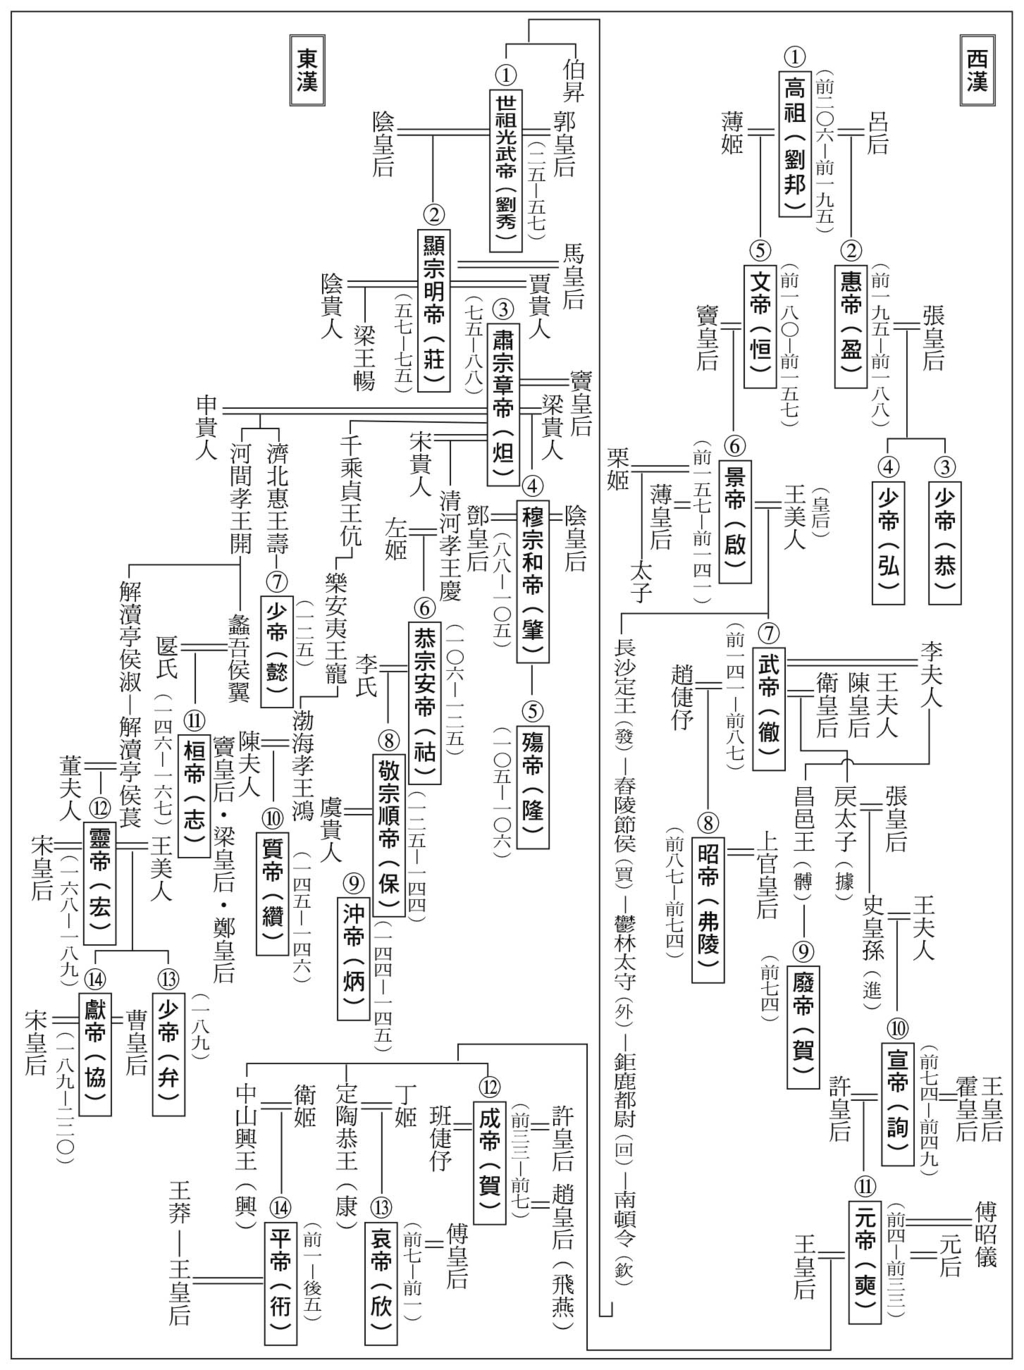 西漢
①
高祖（劉邦）
（前二〇六—前一九五）
呂后
薄姬
②
惠帝（盈）
（前一九五—前一八八）
張皇后
⑤
文帝（恒）
（前一八〇—前一五七）
竇皇后
③
少帝（恭）
④
少帝（弘）
⑥
景帝（啟）
（前一五七—前一四一）
王美人
（皇后）
薄皇后
栗姬
太子
⑦
武帝（徹）
（前一四一—前八七）
李夫人
王夫人
陳皇后
衛皇后
趙倢伃
長沙定王（發）—舂陵節侯（買）—鬱林太守（外）—鉅鹿都尉（回）—南頓令（欽）
昌邑王（髆）
戾太子（據）
張皇后
史皇孫（進）
王夫人
⑧
昭帝（弗陵）
（前八七—前七四）
上官皇后
⑨
廢帝（賀）
（前七四）
⑩
宣帝（詢）
（前七四—前四九）
王皇后
霍皇后
許皇后
⑪
元帝（奭）
（前四—前三三）
傅昭儀
元后
王皇后
⑫
成帝（賀）
（前三三—前七）
許皇后
趙皇后（飛燕）
班倢伃
定陶恭王（康）
丁姬
⑬
哀帝（欣）
（前七—前一）
傅皇后
中山興王（興）
衛姬
⑭
平帝（衎）
（前一—後五）
王莽—王皇后
東漢
伯昇
①
世祖光武帝（劉秀）
（二五—五七）
郭皇后
陰皇后
②
顯宗明帝（莊）
（五七—七五）
馬皇后
賈貴人
陰貴人
梁王暢
③
肅宗章帝（炟）
（七五—八八）
竇皇后
梁貴人
宋貴人
申貴人
清河孝王慶
千乘貞王伉
濟北惠王壽
河間孝王開
④
穆宗和帝（肇）
（八八—一〇五）
陰皇后
鄧皇后
⑤
殤帝（隆）
（一〇五—一〇六）
左姬
⑥
恭宗安帝（祜）
（一〇六—一二五）
李氏
⑦
少帝（懿）
（一二五）
⑧
敬宗順帝（保）
（一二五—一四四）
虞貴人
⑨
沖帝（炳）
（一四四—一四五）
樂安夷王寵
渤海孝王鴻
陳夫人
⑩
質帝（纘）
（一四五—一四六）
蠡吾侯翼
匽氏
⑪
桓帝（志）
（一四六—一六七）
竇皇后・梁皇后・鄭皇后
解瀆亭侯淑—解瀆亭侯萇
董夫人
⑫
靈帝（宏）
（一六八—一八九）
王美人
宋皇后
⑬
少帝（弁）
（一八九）
⑭
獻帝（協）
（一八九—二二〇）
曹皇后
宋皇后